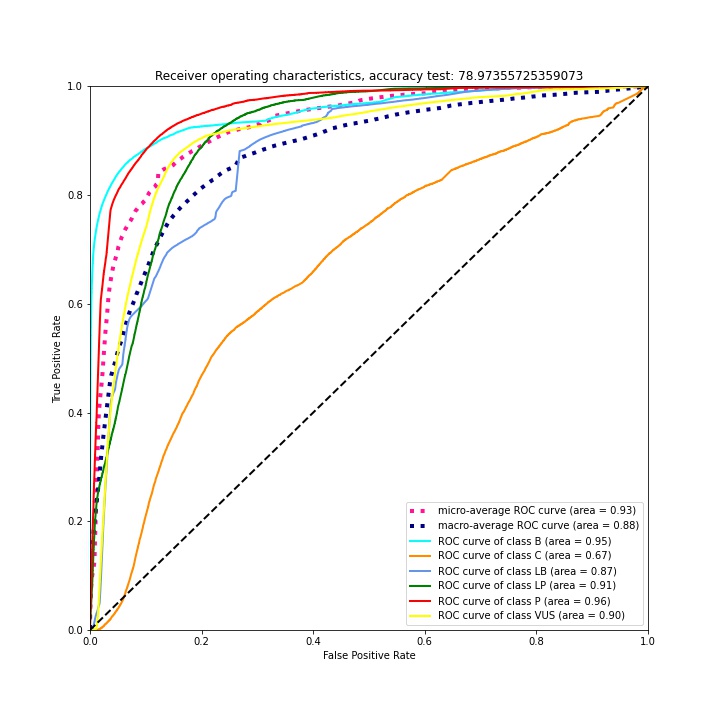 Receiver operating characteristics, accuracy test: 78.97355725359073
True Positive Rate
1.0
0.8
0.6
0.4
0.2
0.0
0.0 0.2 0.4 0.6 0.8 1.0
False Positive Rate
micro-average ROC curve (area = 0.93)
macro-average ROC curve (area = 0.88)
ROC curve of class B (area = 0.95)
ROC curve of class C (area = 0.67)
ROC curve of class LB (area = 0.87)
ROC curve of class LP (area = 0.91)
ROC curve of class P (area = 0.96)
ROC curve of class VUS (area = 0.90)